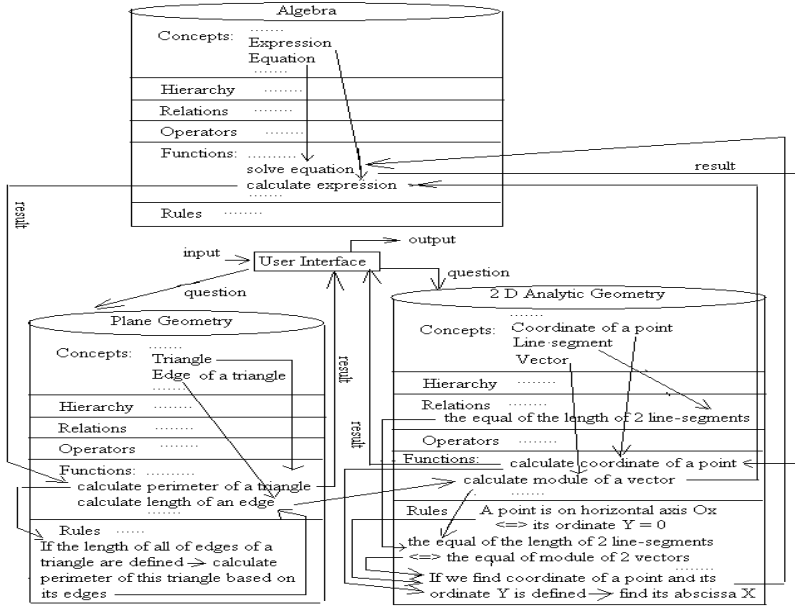 Algebra
Concepts: .......
Expression
Equation
.......
Hierarchy ........
Relations ........
Operators ........
Functions: ........
solve equation
calculate expression
.......
Rules ........
result
result
input
User Interface
output
question
question
Plane Geometry
Concepts: .......
Triangle
Edge of a triangle
.......
Hierarchy .......
Relations .......
Operators .......
Functions: ........
calculate perimeter of a triangle
calculate length of an edge
.......
Rules ......
If the length of all of edges of a
triangle are defined → calculate
perimeter of this triangle based on
its edges
result
result
2 D Analytic Geometry
.......
Concepts: Coordinate of a point
Line-segment
Vector
.......
Hierarchy ........
Relations ........
the equal of the length of 2 line-segments
Operators .......
Functions: .......
calculate coordinate of a point
calculate module of a vector
.......
Rules A point is on horizontal axis Ox
<=> its ordinate Y = 0
the equal of the length of 2 line-segments
<=> the equal of module of 2 vectors
If we find coordinate of a point and its
ordinate Y is defined → find its abscissa X